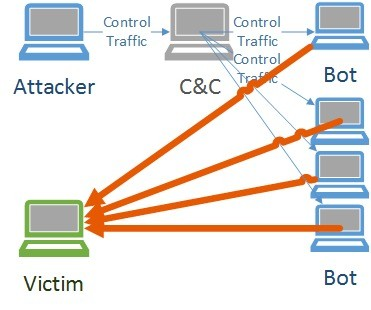 Control
Traffic
Control
Traffic
Control
Traffic
Attacker
C&C
Bot
Victim
Bot